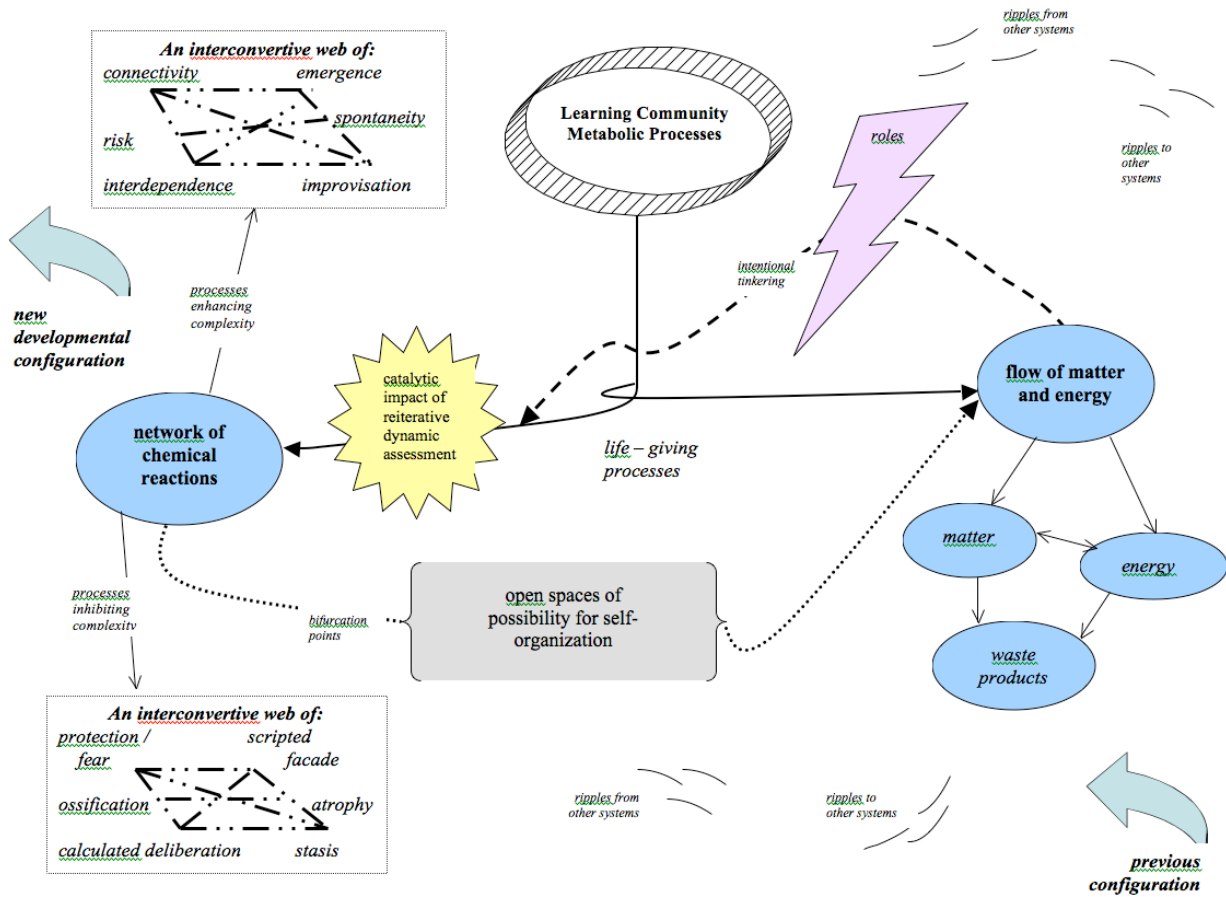 ripples from
other systems
An interconvertive web of:
connectivity emergence
spontaneity
risk
interdependence improvisation
Learning Community
Metabolic Processes
roles
ripples to
other
systems
intentional
tinkering
processes
enhancing
complexity
new
developmental
configuration
catalytic
impact of
reiterative
dynamic
assessment
flow of matter
and energy
network of
chemical
reactions
life – giving
processes
matter
energy
waste
products
processes
inhibiting
complexity
bifurcation
points
open spaces of
possibility for self-
organization
An interconvertive web of:
protection / scripted
fear facade
ossification atrophy
calculated deliberation stasis
ripples from
other systems
ripples to
other systems
previous
configuration